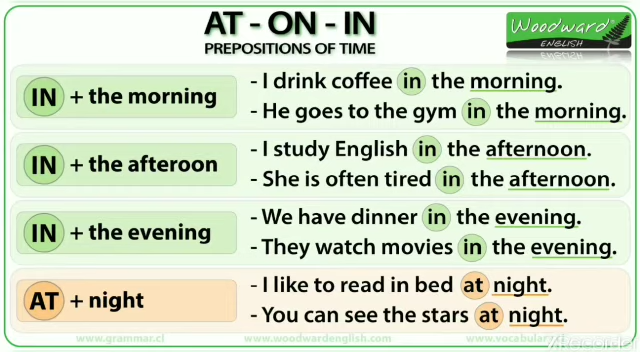 AT - ON - IN
PREPOSITIONS OF TIME
Woodward®
ENGLISH
IN + the morning
- I drink coffee in the morning.
- He goes to the gym in the morning.
IN + the afteroon
- I study English in the afternoon.
- She is often tired in the afternoon.
IN + the evening
- We have dinner in the evening.
- They watch movies in the evening.
AT + night
- I like to read in bed at night.
- You can see the stars at night.
www.grammar.cl
www.woodwardenglish.com
www.vocabular